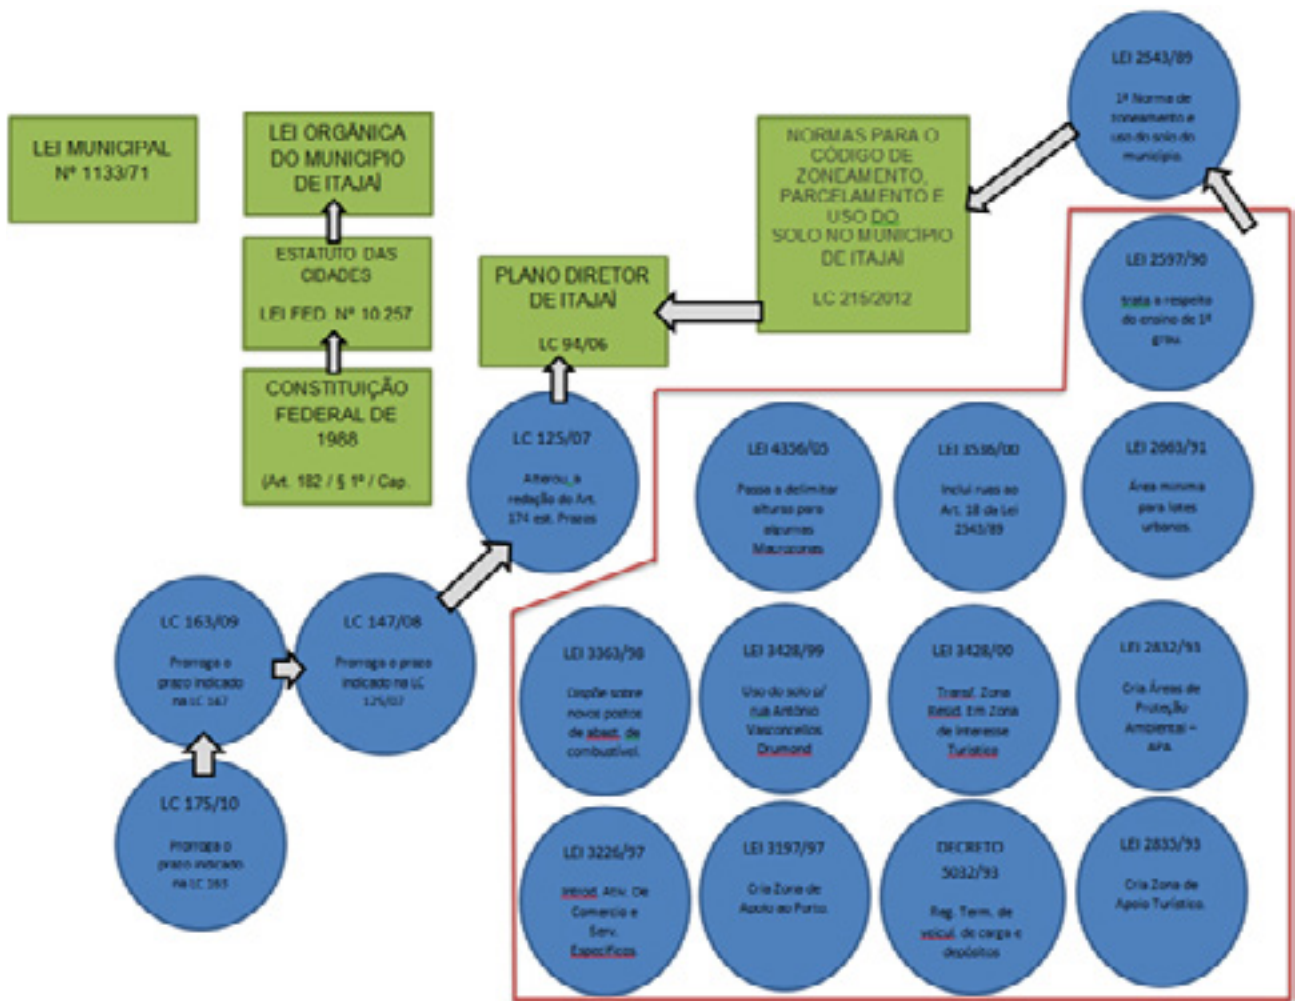 LEI MUNICIPAL
Nº 1133/71
LEI ORGÂNICA
DO MUNICIPIO
DE ITAJAÍ
ESTATUTO DAS
CIDADES
LEI FED. Nº 10.257
CONSTITUIÇÃO
FEDERAL DE
1988
(Art. 182 / § 1º / Cap.
PLANO DIRETOR
DE ITAJAÍ
LC 94/06
NORMAS PARA O
CÓDIGO DE
ZONEAMENTO,
PARCELAMENTO E
USO DO
SOLO NO MUNICÍPIO
DE ITAJAÍ
LC 215/2012
LEI 2543/89
1ª Norma de
zoneamento e
uso do solo do
município.
LEI 2597/90
trata a respeito
do ensino de 1º
grau.
LC 125/07
Alterou a
redação do Art.
174 est. Prazos
LEI 4356/05
Passa a delimitar
alturas para
algumas
Macrozonas
LEI 3536/00
Inclui ruas ao
Art. 18 da Lei
2543/89
LEI 2663/91
Área mínima
para lotes
urbanos.
LC 163/09
Prorroga o
prazo indicado
na LC 167
LC 147/08
Prorroga o prazo
indicado na LC
125/07
LEI 3363/98
Dispõe sobre
novos postos
de abast. de
combustível.
LEI 3428/99
Uso do solo p/
rua Antônio
Vasconcellos
Drumond
LEI 3428/00
Transf. Zona
Resid. Em Zona
de Interesse
Turístico
LEI 2832/93
Cria Áreas de
Proteção
Ambiental –
APA.
LC 175/10
Prorroga o
prazo indicado
na LC 163
LEI 3226/97
Introd. Ativ. De
Comercio e
Serv.
Específicos.
LEI 3197/97
Cria Zona de
Apoio ao Porto.
DECRETO
5032/93
Reg. Term. de
veicul. de carga e
depósitos
LEI 2833/93
Cria Zona de
Apoio Turístico.